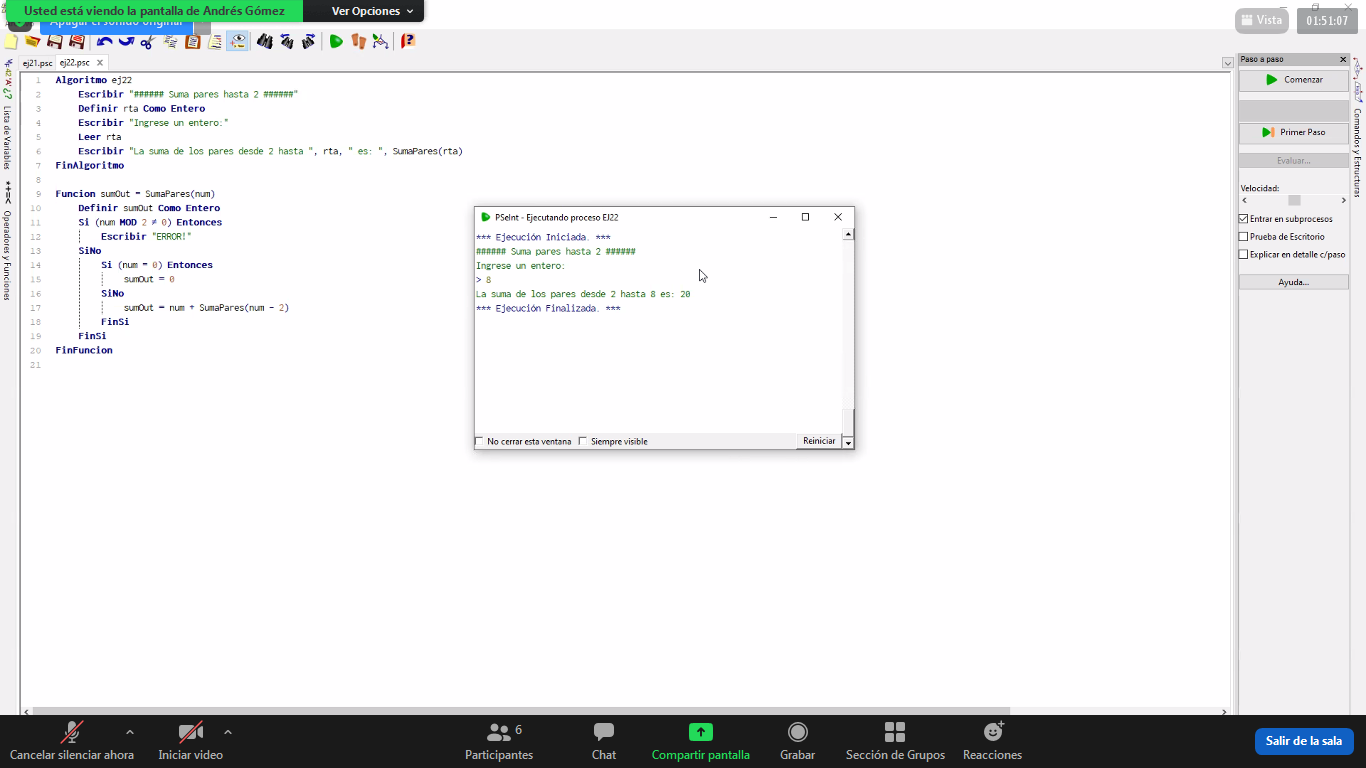 Usted está viendo la pantalla de Andrés Gómez
Ver Opciones
Apagar el sonido original
Vista
01:51:07
ej21.psc
ej22.psc
Lista de Variables
Operadores y Funciones
1 Algoritmo ej22
2 Escribir "###### Suma pares hasta 2 ######"
3 Definir rta Como Entero
4 Escribir "Ingrese un entero:"
5 Leer rta
6 Escribir "La suma de los pares desde 2 hasta ", rta, " es: ", SumaPares(rta)
7 FinAlgoritmo
8
9 Funcion sumOut = SumaPares(num)
10 Definir sumOut Como Entero
11 Si (num MOD 2 ≠ 0) Entonces
12 Escribir "ERROR!"
13 SiNo
14 Si (num = 0) Entonces
15 sumOut = 0
16 SiNo
17 sumOut = num + SumaPares(num - 2)
18 FinSi
19 FinSi
20 FinFuncion
21
PSeInt - Ejecutando proceso EJ22
*** Ejecución Iniciada. ***
###### Suma pares hasta 2 ######
Ingrese un entero:
> 8
La suma de los pares desde 2 hasta 8 es: 20
*** Ejecución Finalizada. ***
No cerrar esta ventana
Siempre visible
Reiniciar
Paso a paso
Comenzar
Primer Paso
Evaluar...
Velocidad:
Entrar en subprocesos
Prueba de Escritorio
Explicar en detalle c/paso
Ayuda...
Comandos y Estructuras
Cancelar silenciar ahora
Iniciar video
6
Participantes
Chat
Compartir pantalla
Grabar
Sección de Grupos
Reacciones
Salir de la sala